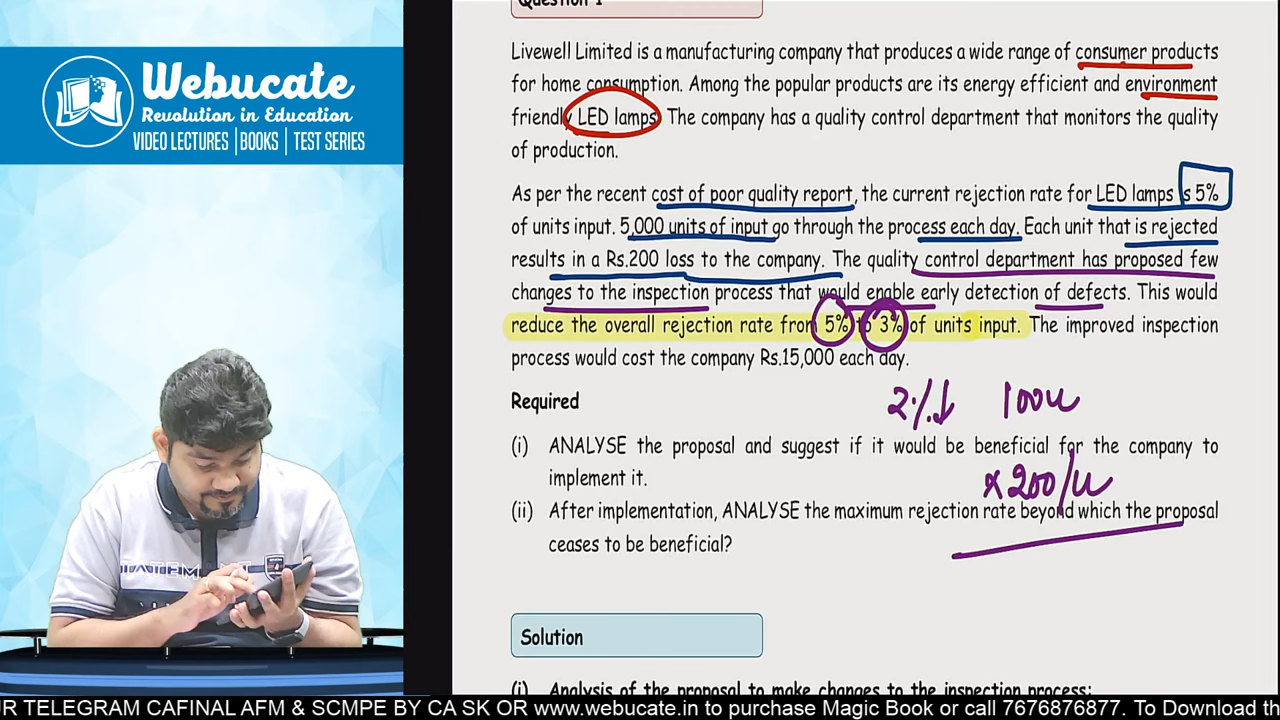 Webucate
Revolution in Education
VIDEO LECTURES | BOOKS | TEST SERIES
Question 1
Livewell Limited is a manufacturing company that produces a wide range of consumer products
for home consumption. Among the popular products are its energy efficient and environment
friendly LED lamps. The company has a quality control department that monitors the quality
of production.
As per the recent cost of poor quality report, the current rejection rate for LED lamps is 5%
of units input. 5,000 units of input go through the process each day. Each unit that is rejected
results in a Rs.200 loss to the company. The quality control department has proposed few
changes to the inspection process that would enable early detection of defects. This would
reduce the overall rejection rate from 5% to 3% of units input. The improved inspection
process would cost the company Rs.15,000 each day.
Required
2%↓ 100u
(i) ANALYSE the proposal and suggest if it would be beneficial for the company to
implement it.
× 200/u
(ii) After implementation, ANALYSE the maximum rejection rate beyond which the proposal
ceases to be beneficial?
Solution
(i) Analysis of the proposal to make changes to the inspection process:
UR TELEGRAM CAFINAL AFM & SCMPE BY CA SK OR www.webucate.in to purchase Magic Book or call 7676876877. To Download th